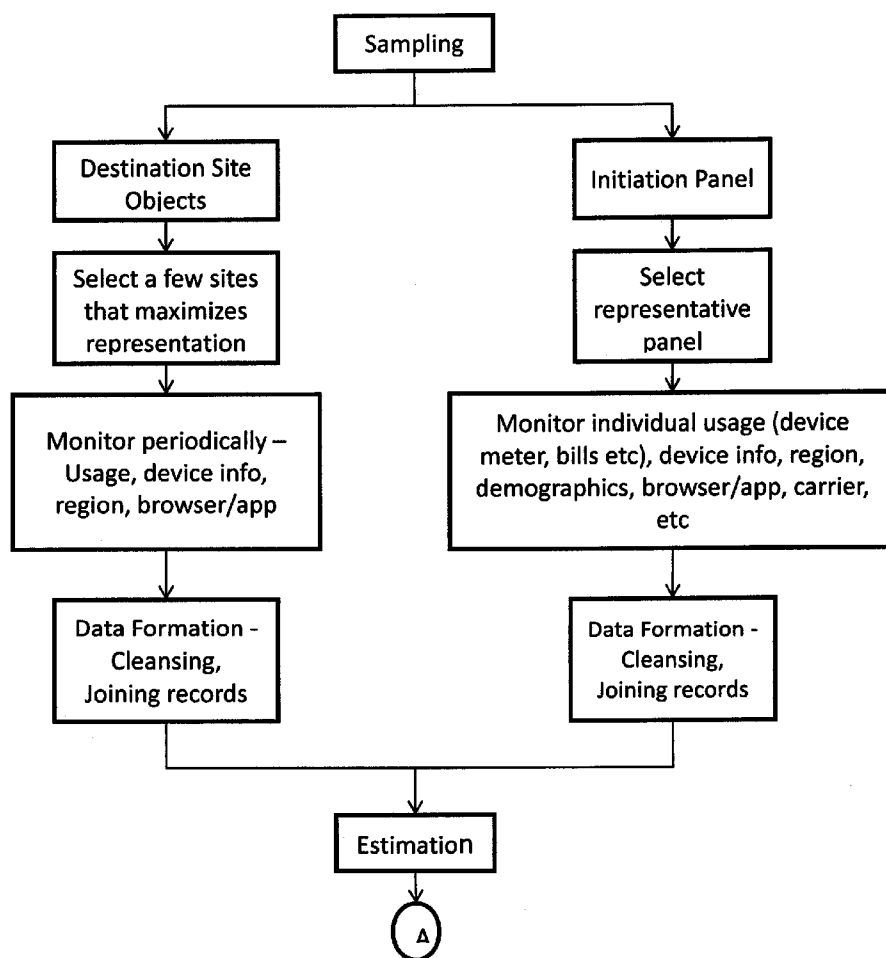 Sampling
Destination Site
Objects
Initiation Panel
Select a few sites
that maximizes
representation
Select
representative
panel
Monitor periodically –
Usage, device info,
region, browser/app
Monitor individual usage (device
meter, bills etc), device info, region,
demographics, browser/app, carrier,
etc
Data Formation -
Cleansing,
Joining records
Data Formation -
Cleansing,
Joining records
Estimation
A